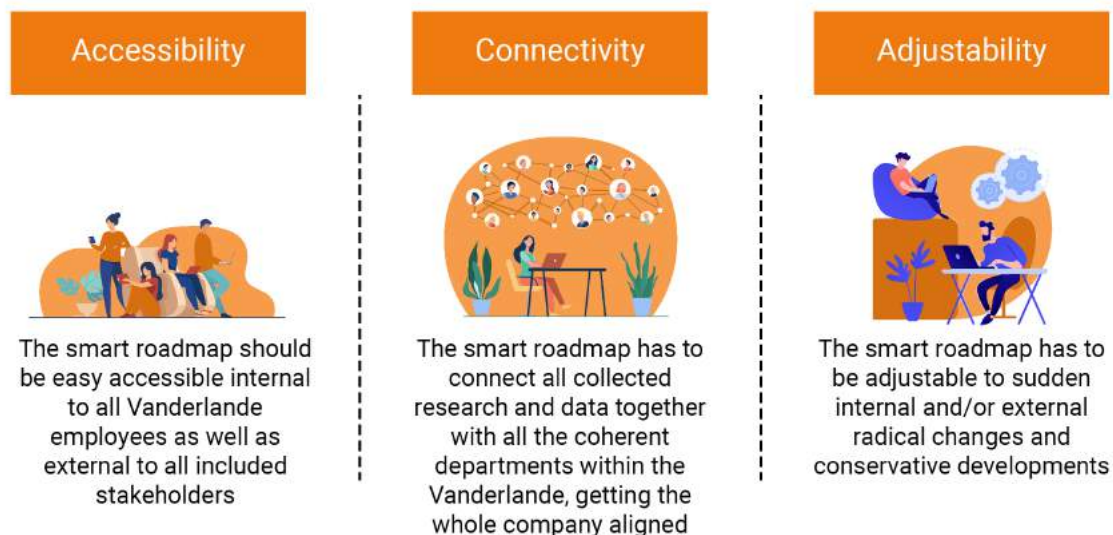 Accessibility
The smart roadmap should
be easy accessible internal
to all Vanderlande
employees as well as
external to all included
stakeholders
Connectivity
The smart roadmap has to
connect all collected
research and data together
with all the coherent
departments within the
Vanderlande, getting the
whole company aligned
Adjustability
The smart roadmap has to
be adjustable to sudden
internal and/or external
radical changes and
conservative developments